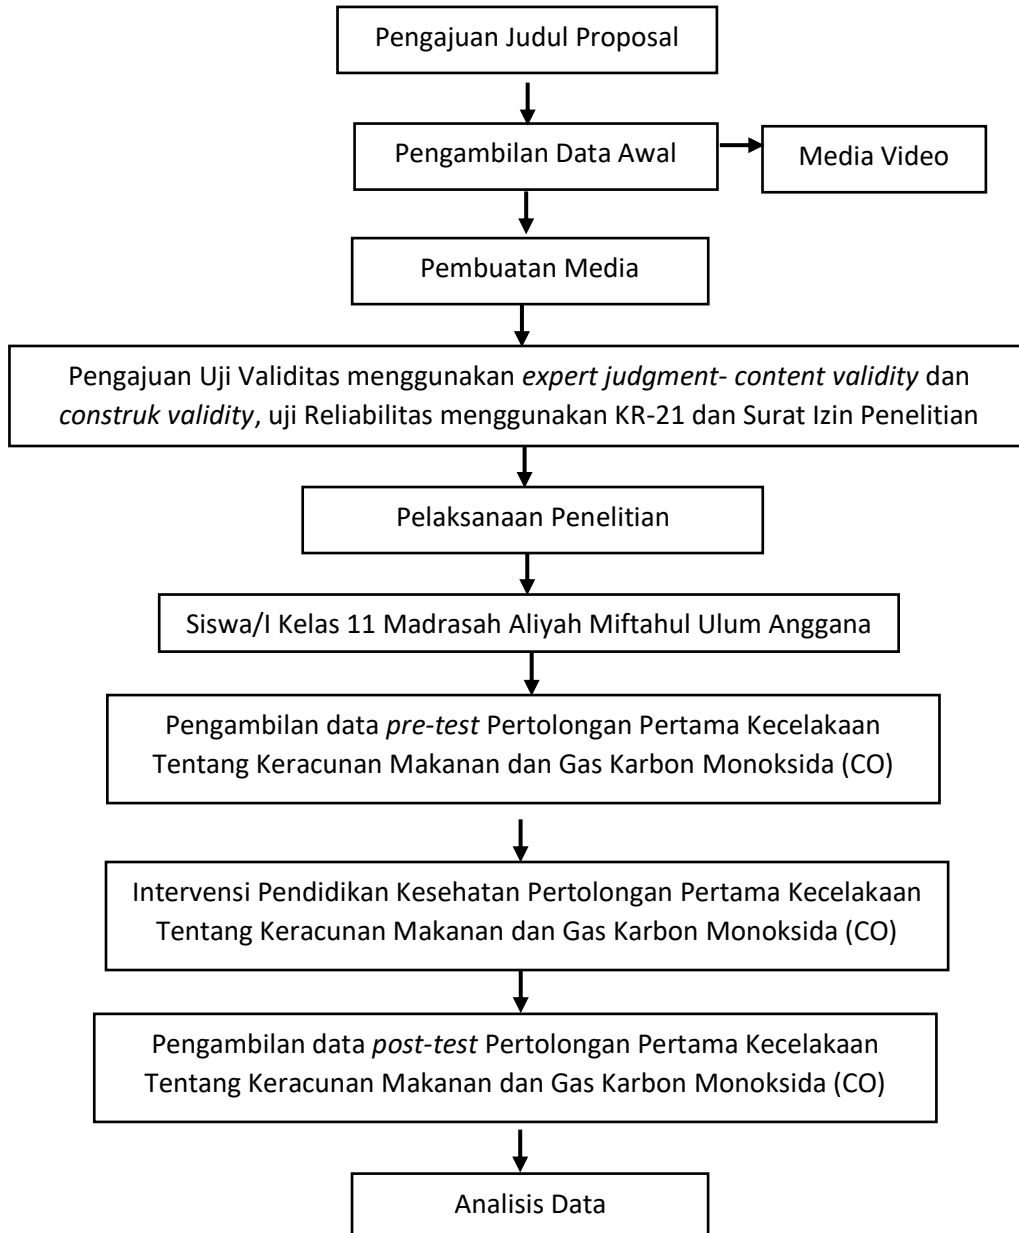 Pengajuan Judul Proposal
Pengambilan Data Awal
Media Video
Pembuatan Media
Pengajuan Uji Validitas menggunakan expert judgment- content validity dan
construk validity, uji Reliabilitas menggunakan KR-21 dan Surat Izin Penelitian
Pelaksanaan Penelitian
Siswa/I Kelas 11 Madrasah Aliyah Miftahul Ulum Anggana
Pengambilan data pre-test Pertolongan Pertama Kecelakaan
Tentang Keracunan Makanan dan Gas Karbon Monoksida (CO)
Intervensi Pendidikan Kesehatan Pertolongan Pertama Kecelakaan
Tentang Keracunan Makanan dan Gas Karbon Monoksida (CO)
Pengambilan data post-test Pertolongan Pertama Kecelakaan
Tentang Keracunan Makanan dan Gas Karbon Monoksida (CO)
Analisis Data